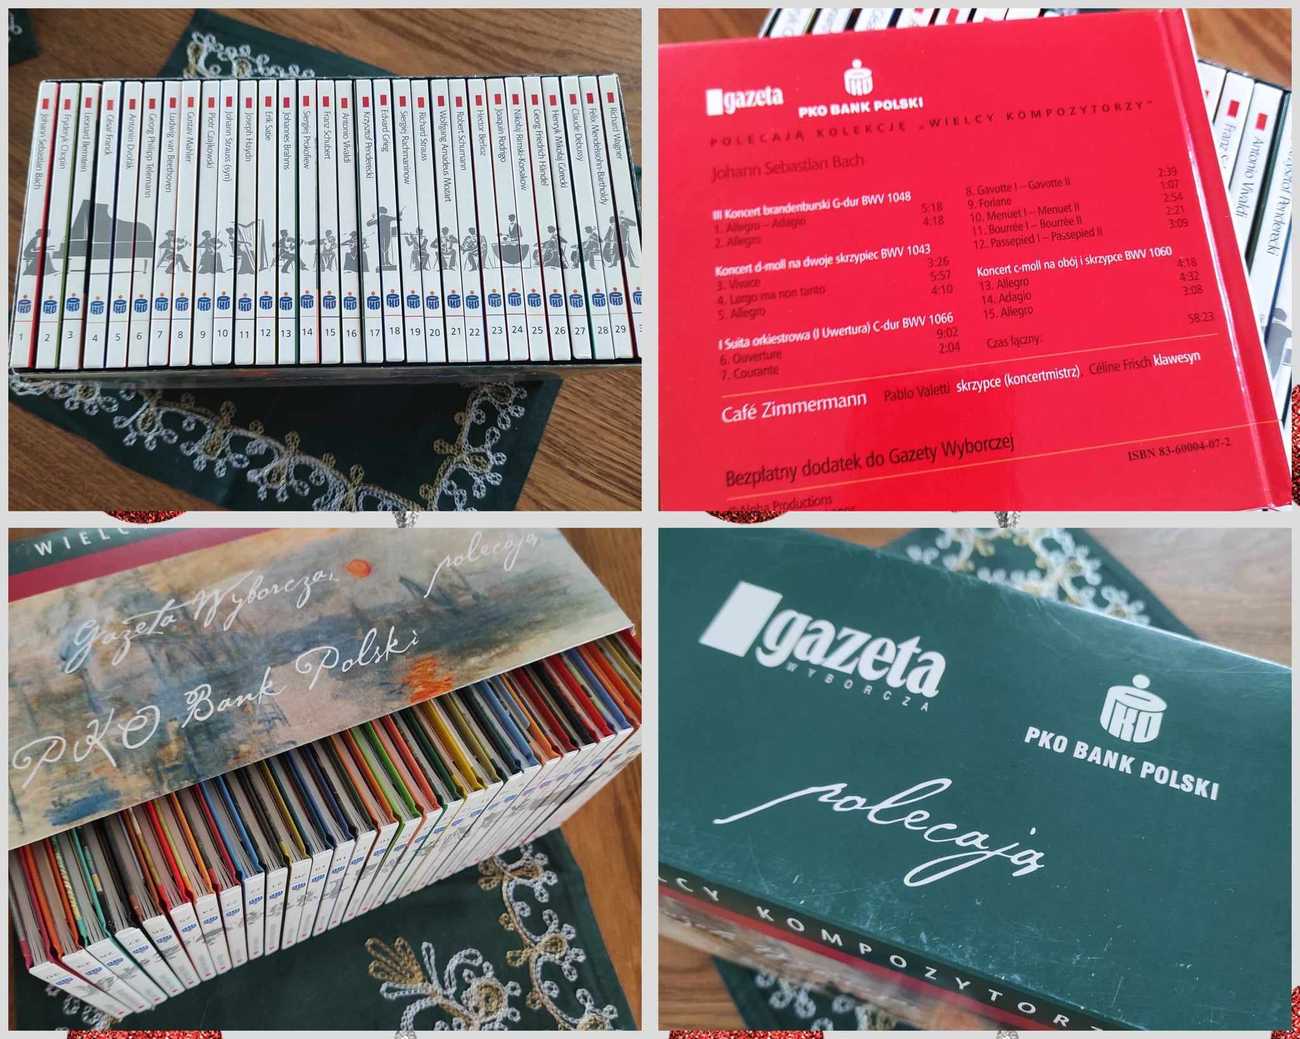 Johann Sebastian Bach
Fryderyk Chopin
Leonard Bernstein
César Franck
Antonín Dvořák
Georg Philipp Telemann
Ludwig van Beethoven
Gustav Mahler
Piotr Czajkowski
Johann Strauss (syn)
Joseph Haydn
Erik Satie
Johannes Brahms
Siergiej Prokofiew
Franz Schubert
Antonio Vivaldi
Krzysztof Penderecki
Edvard Grieg
Siergiej Rachmaninow
Richard Strauss
Wolfgang Amadeus Mozart
Robert Schumann
Hector Berlioz
Joaquín Rodrigo
Nikołaj Rimski-Korsakow
Georg Friedrich Händel
Henryk Mikołaj Górecki
Claude Debussy
Felix Mendelssohn-Bartholdy
Richard Wagner
1 2 3 4 5 6 7 8 9 10 11 12 13 14 15 16 17 18 19 20 21 22 23 24 25 26 27 28 29
gazeta
PKO BANK POLSKI
POLECAJĄ KOLEKCJĘ „WIELCY KOMPOZYTORZY”
Johann Sebastian Bach
III Koncert brandenburski G-dur BWV 1048
1. Allegro – Adagio 5:18
2. Allegro 4:18
Koncert d-moll na dwoje skrzypiec BWV 1043
3. Vivace 3:26
4. Largo ma non tanto 5:57
5. Allegro 4:10
I Suita orkiestrowa (I Uwertura) C-dur BWV 1066
6. Ouverture 9:02
7. Courante 2:04
8. Gavotte I – Gavotte II 2:39
9. Forlane 1:07
10. Menuet I – Menuet II 2:54
11. Bourrée I – Bourrée II 2:21
12. Passepied I – Passepied II 3:09
Koncert c-moll na obój i skrzypce BWV 1060
13. Allegro 4:18
14. Adagio 4:32
15. Allegro 3:08
Czas łączny: 58:23
Café Zimmermann Pablo Valetti skrzypce (koncertmistrz), Céline Frisch klawesyn
Bezpłatny dodatek do Gazety Wyborczej
ISBN 83-60004-07-2
Alpha Productions
Antonio Vivaldi
Penderecki
Gazeta Wyborcza,
polecają
PKO Bank Polski
gazeta
WYBORCZA
PKO BANK POLSKI
polecają
KOMPOZYTORZ